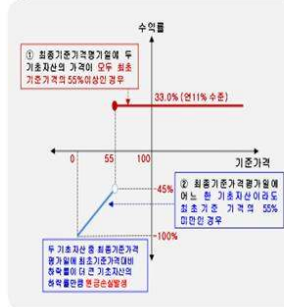 수익률
① 최종기준가격평가일에 두
기초자산의 가격이 모두 최초
기준가격의 55%이상인 경우
33.0% (연11% 수준)
0 55 100
기준가격
-45%
② 최종기준가격평가일에
어느 한 기초자산이라도
최초기준 가격의 55%
미만인 경우
-100%
두 기초자산 중 최종기준가격
평가일에 최초기준가격대비
하락률이 더 큰 기초자산의
하락률만큼 원금손실발생